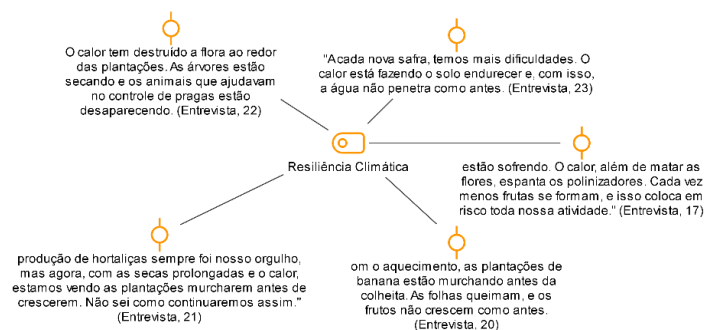 O calor tem destruído a flora ao redor
das plantações. As árvores estão
secando e os animais que ajudavam
no controle de pragas estão
desaparecendo. (Entrevista, 22)
"Acada nova safra, temos mais dificuldades. O
calor está fazendo o solo endurecer e, com isso,
a água não penetra como antes. (Entrevista, 23)
Resiliência Climática
estão sofrendo. O calor, além de matar as
flores, espanta os polinizadores. Cada vez
menos frutas se formam, e isso coloca em
risco toda nossa atividade." (Entrevista, 17)
produção de hortaliças sempre foi nosso orgulho,
mas agora, com as secas prolongadas e o calor,
estamos vendo as plantações murcharem antes de
crescerem. Não sei como continuaremos assim."
(Entrevista, 21)
om o aquecimento, as plantações de
banana estão murchando antes da
colheita. As folhas queimam, e os
frutos não crescem como antes.
(Entrevista, 20)